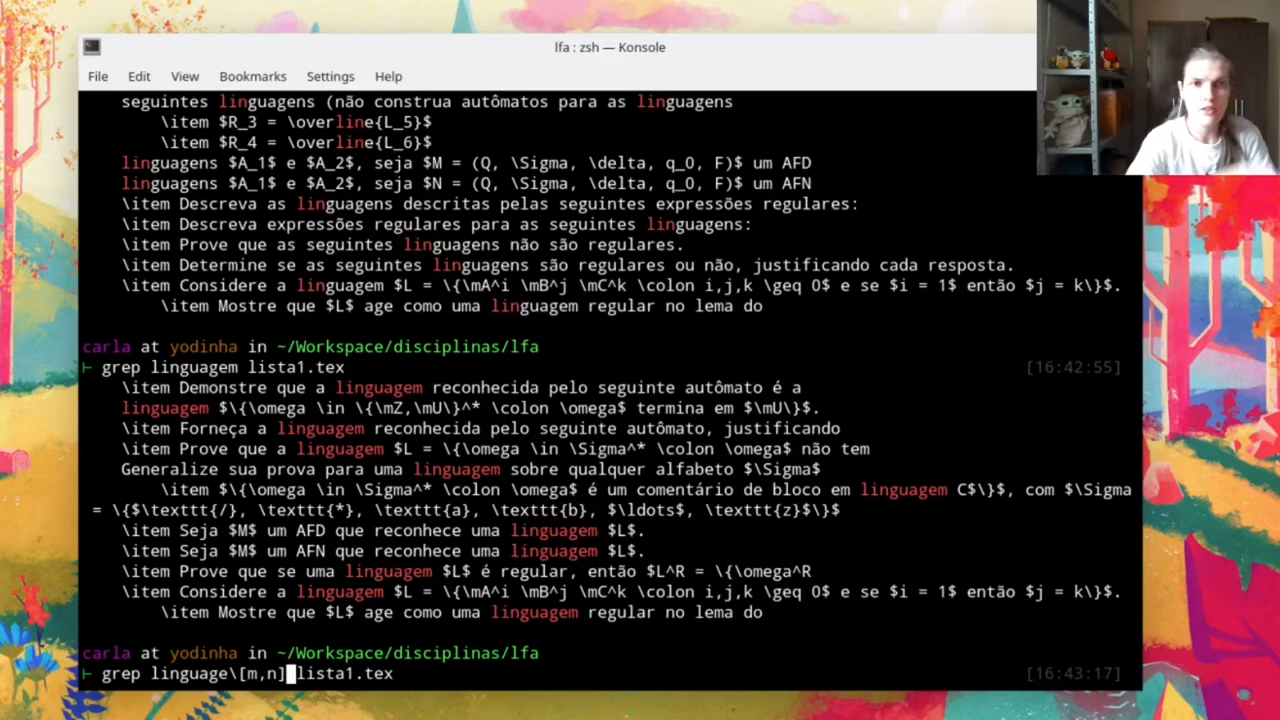 lfa : zsh — Konsole
File Edit View Bookmarks Settings Help
seguintes linguagens (não construa autômatos para as linguagens
\item $R_3 = \overline{L_5}$
\item $R_4 = \overline{L_6}$
linguagens $A_1$ e $A_2$, seja $M = (Q, \Sigma, \delta, q_0, F)$ um AFD
linguagens $A_1$ e $A_2$, seja $N = (Q, \Sigma, \delta, q_0, F)$ um AFN
\item Descreva as linguagens descritas pelas seguintes expressões regulares:
\item Descreva expressões regulares para as seguintes linguagens:
\item Prove que as seguintes linguagens não são regulares.
\item Determine se as seguintes linguagens são regulares ou não, justificando cada resposta.
\item Considere a linguagem $L = \{\mA^i \mB^j \mC^k \colon i,j,k \geq 0$ e se $i = 1$ então $j = k\}$.
\item Mostre que $L$ age como uma linguagem regular no lema do
carla at yodinha in ~/Workspace/disciplinas/lfa
⊢ grep linguagem lista1.tex [16:42:55]
\item Demonstre que a linguagem reconhecida pelo seguinte autômato é a
linguagem $\{\omega \in \{\mZ,\mU\}^* \colon \omega$ termina em $\mU\}$.
\item Forneça a linguagem reconhecida pelo seguinte autômato, justificando
\item Prove que a linguagem $L = \{\omega \in \Sigma^* \colon \omega$ não tem
Generalize sua prova para uma linguagem sobre qualquer alfabeto $\Sigma$
\item $\{\omega \in \Sigma^* \colon \omega$ é um comentário de bloco em linguagem C$\}$, com $\Sigma
= \{$\texttt{/}, \texttt{*}, \texttt{a}, \texttt{b}, $\ldots$, \texttt{z}$\}$
\item Seja $M$ um AFD que reconhece uma linguagem $L$.
\item Seja $M$ um AFN que reconhece uma linguagem $L$.
\item Prove que se uma linguagem $L$ é regular, então $L^R = \{\omega^R
\item Considere a linguagem $L = \{\mA^i \mB^j \mC^k \colon i,j,k \geq 0$ e se $i = 1$ então $j = k\}$.
\item Mostre que $L$ age como uma linguagem regular no lema do
carla at yodinha in ~/Workspace/disciplinas/lfa
⊢ grep linguage\[m,n] lista1.tex [16:43:17]